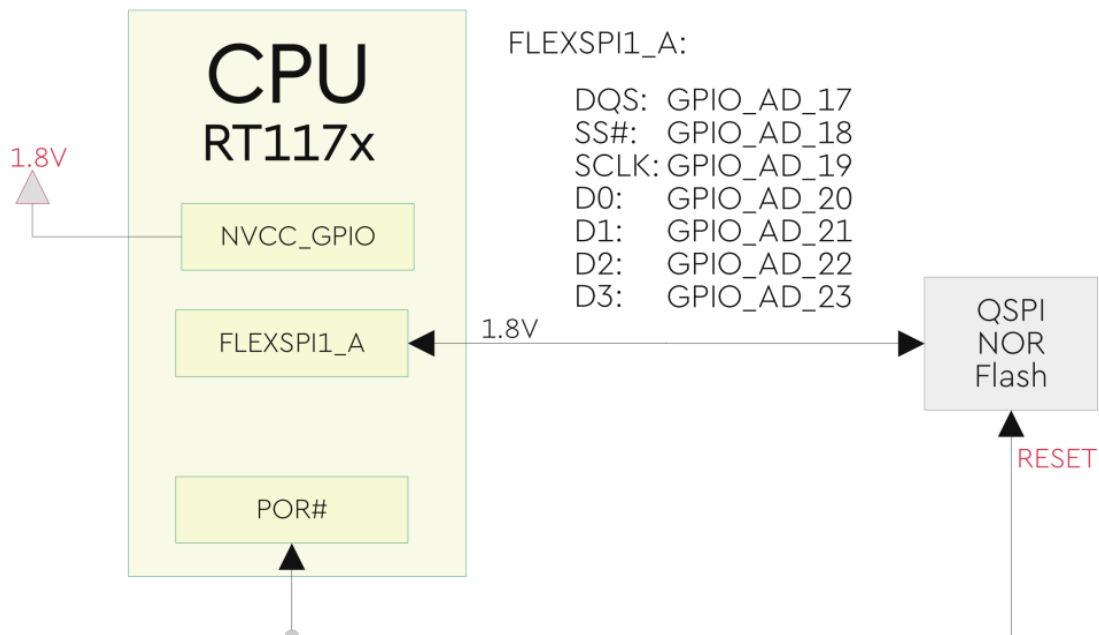 CPU
RT117x
1.8V
NVCC_GPIO
FLEXSPI1_A
POR#
FLEXSPI1_A:
DQS: GPIO_AD_17
SS#: GPIO_AD_18
SCLK: GPIO_AD_19
D0: GPIO_AD_20
D1: GPIO_AD_21
D2: GPIO_AD_22
D3: GPIO_AD_23
1.8V
QSPI
NOR
Flash
RESET